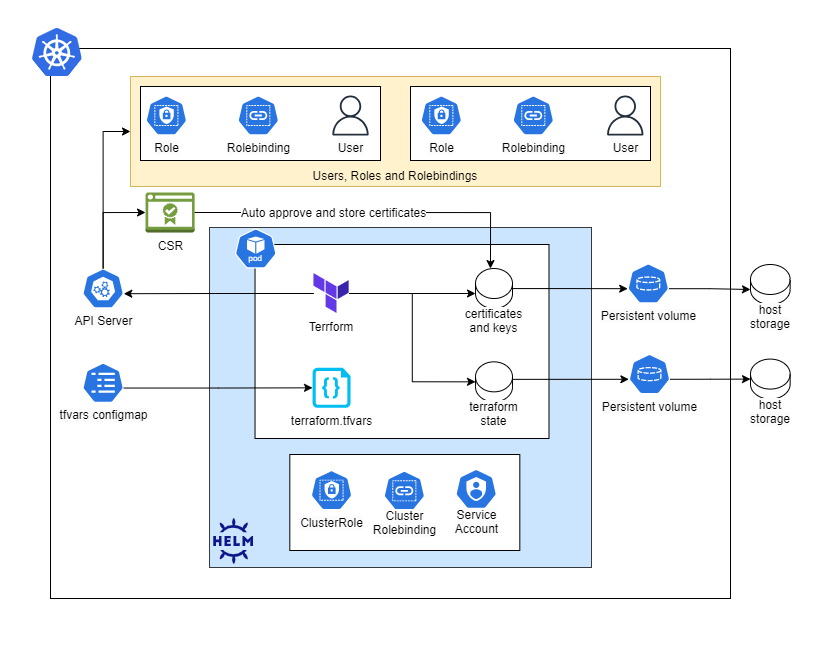 Role
Rolebinding
User
Role
Rolebinding
User
Users, Roles and Rolebindings
Auto approve and store certificates
CSR
pod
API Server
Terrform
certificates
and keys
Persistent volume
host
storage
tfvars configmap
terraform.tfvars
terraform
state
Persistent volume
host
storage
ClusterRole
Cluster
Rolebinding
Service
Account
HELM